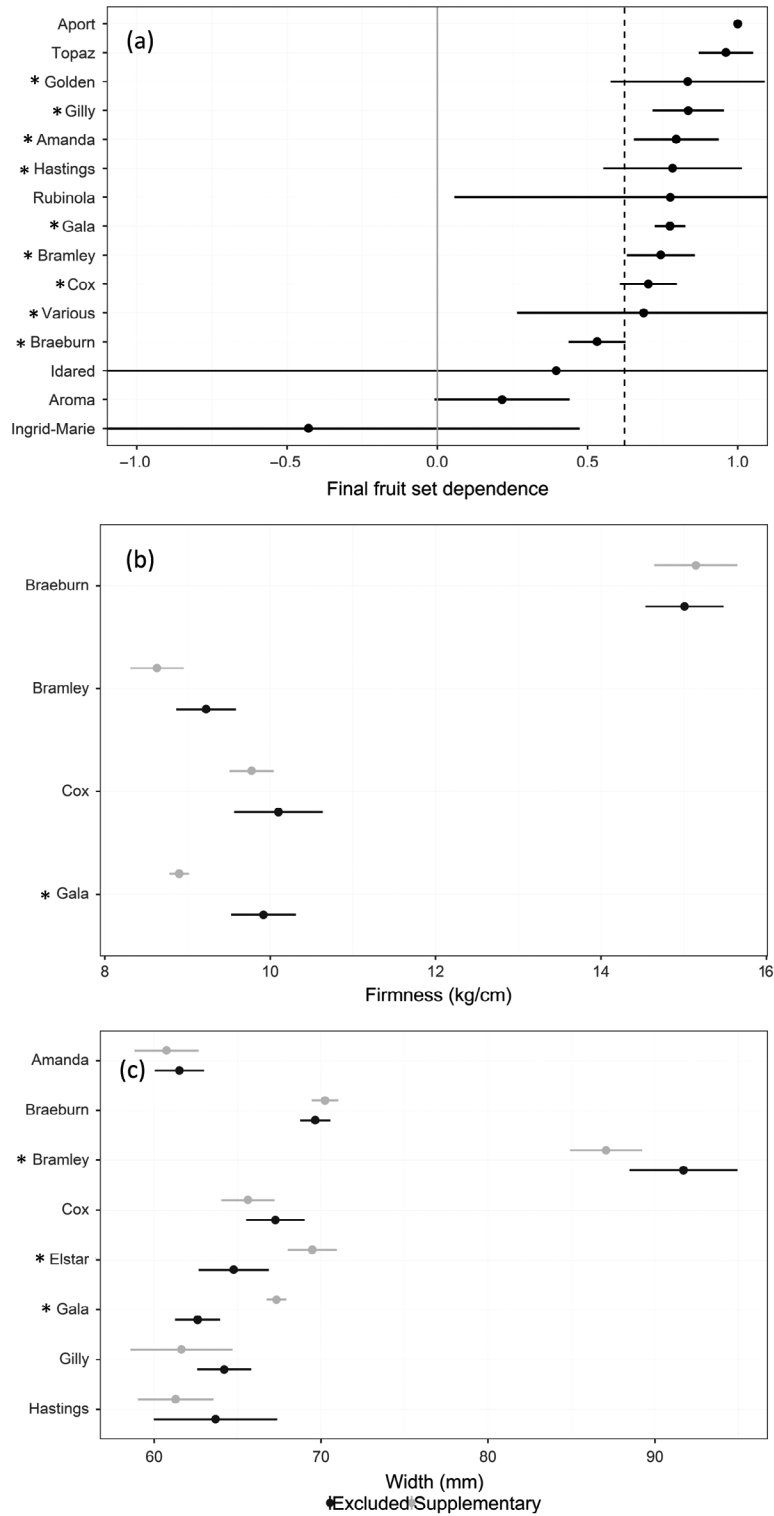 (a)
Aport
Topaz
* Golden
* Gilly
* Amanda
* Hastings
Rubinola
* Gala
* Bramley
* Cox
* Various
* Braeburn
Idared
Aroma
Ingrid-Marie
−1.0 −0.5 0.0 0.5 1.0
Final fruit set dependence
(b)
Braeburn
Bramley
Cox
* Gala
8 10 12 14 16
Firmness (kg/cm)
(c)
Amanda
Braeburn
* Bramley
Cox
* Elstar
* Gala
Gilly
Hastings
60 70 80 90
Width (mm)
Excluded Supplementary